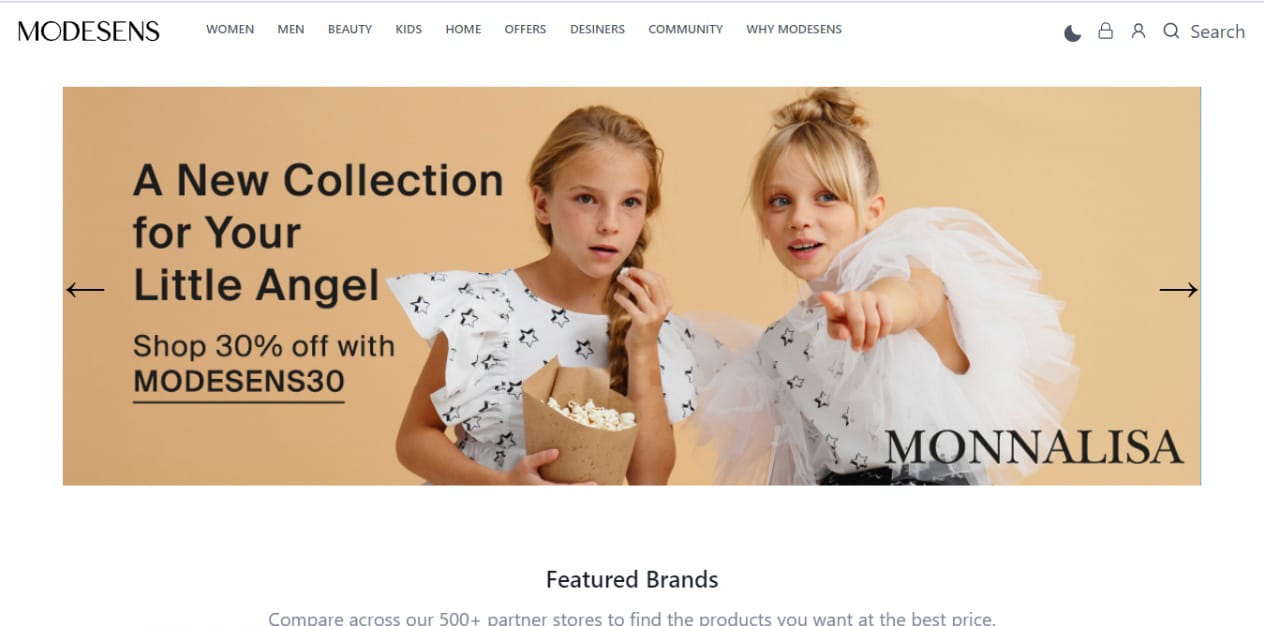 MODESENS
WOMEN MEN BEAUTY KIDS HOME OFFERS DESINERS COMMUNITY WHY MODESENS
Search
A New Collection
for Your
Little Angel
Shop 30% off with
MODESENS30
MONNALISA
Featured Brands
Compare across our 500+ partner stores to find the products you want at the best price.